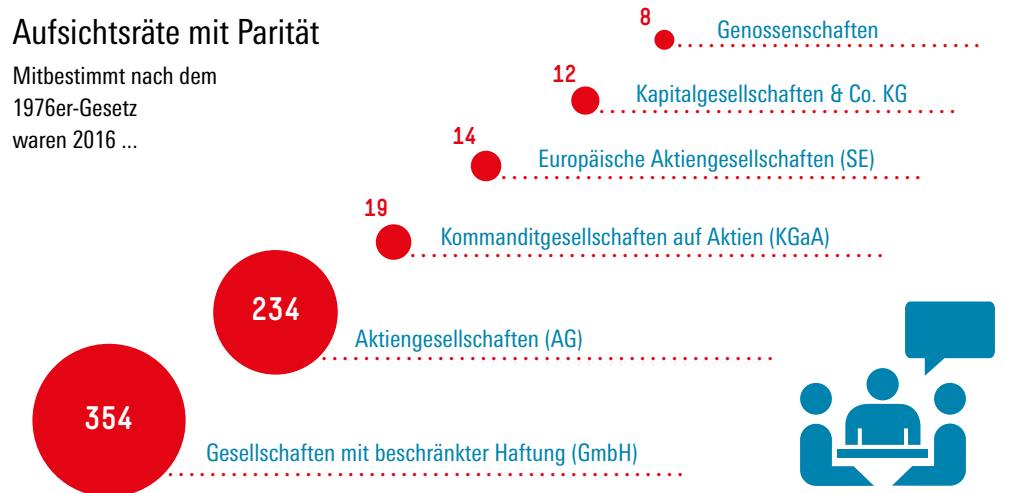 Aufsichtsräte mit Parität
Mitbestimmt nach dem
1976er-Gesetz
waren 2016 ...
8
Genossenschaften
12
Kapitalgesellschaften & Co. KG
14
Europäische Aktiengesellschaften (SE)
19
Kommanditgesellschaften auf Aktien (KGaA)
234
Aktiengesellschaften (AG)
354
Gesellschaften mit beschränkter Haftung (GmbH)